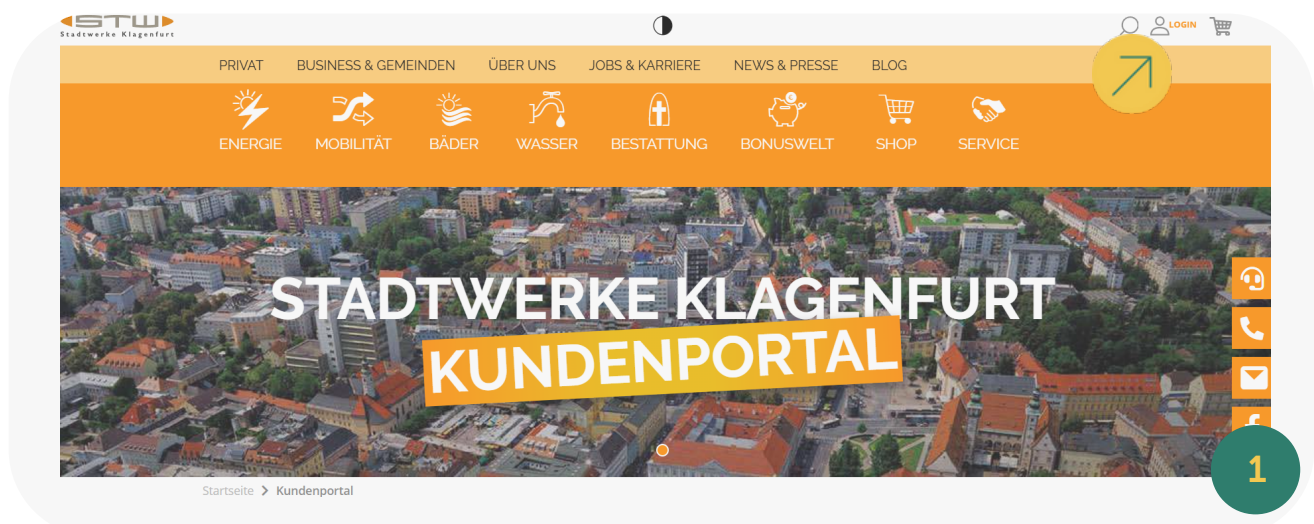 STW
Stadtwerke Klagenfurt
LOGIN
PRIVAT BUSINESS & GEMEINDEN ÜBER UNS JOBS & KARRIERE NEWS & PRESSE BLOG
ENERGIE MOBILITÄT BÄDER WASSER BESTATTUNG BONUSWELT SHOP SERVICE
STADTWERKE KLAGENFURT
KUNDENPORTAL
1
Startseite > Kundenportal